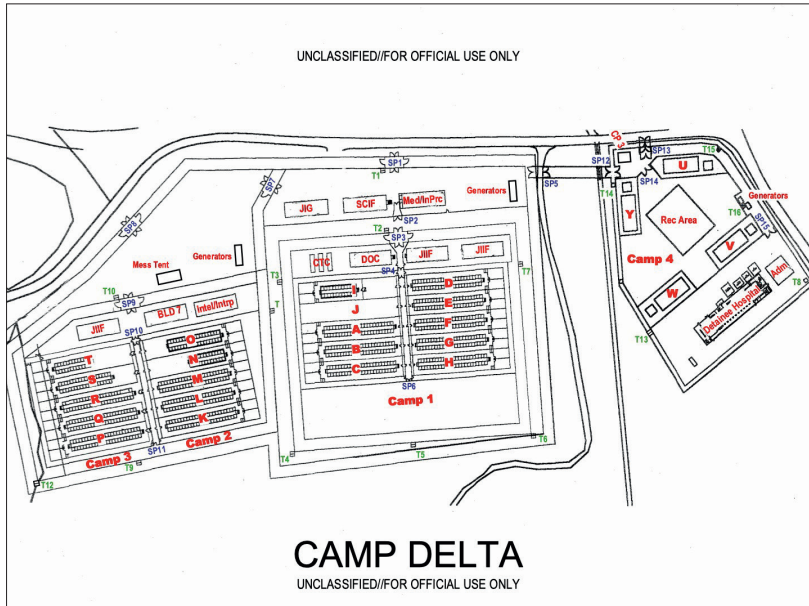 UNCLASSIFIED//FOR OFFICIAL USE ONLY
CP 3
SP13
T15
SP1
SP12
U
T1
SP5
SP14
T14
SP7
Generators
Generators
JIG
SCIF
Med/InPrc
Y
Rec Area
T16
SP2
SP15
SP8
T2
SP3
V
Mess Tent
Generators
CTC
DOC
JIIF
JIIF
Camp 4
T7
SP4
Adm
T3
I
D
W
T8
T10
SP9
JIIF
BLD 7
Intel/Intrp
T
J
E
Detainee Hospital
SP10
O
A
F
T13
T
N
B
G
S
M
C
H
R
L
SP6
Q
K
Camp 1
P
Camp 2
SP11
Camp 3
T9
T4
T5
T6
T12
CAMP DELTA
UNCLASSIFIED//FOR OFFICIAL USE ONLY